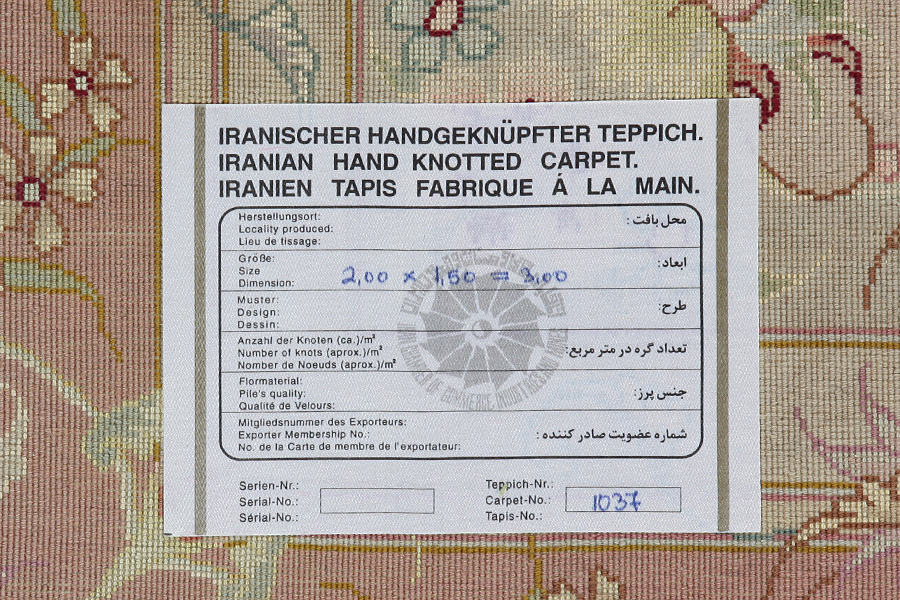 IRANISCHER HANDGEKNÜPFTER TEPPICH.
IRANIAN HAND KNOTTED CARPET.
IRANIEN TAPIS FABRIQUE Á LA MAIN.
Herstellungsort:
Locality produced:
Lieu de tissage:
محل بافت :
Größe:
Size
Dimension:
2,00 x 1,50 = 3,00
ابعاد:
Muster:
Design:
Dessin:
طرح:
Anzahl der Knoten (ca.)/m²
Number of knots (aprox.)/m²
Number de Noeuds (aprox.)/m²
تعداد گره در متر مربع:
Flormaterial:
Pile's quality:
Qualité de Velours:
جنس پرز:
Mitgliedsnummer des Exporteurs:
Exporter Membership No.:
No. de la Carte de membre de l'exportateur:
شماره عضویت صادر کننده :
Serien-Nr.:
Serial-No.:
Sérial-No.:
Teppich-Nr.:
Carpet-No.:
Tapis-No.:
1037